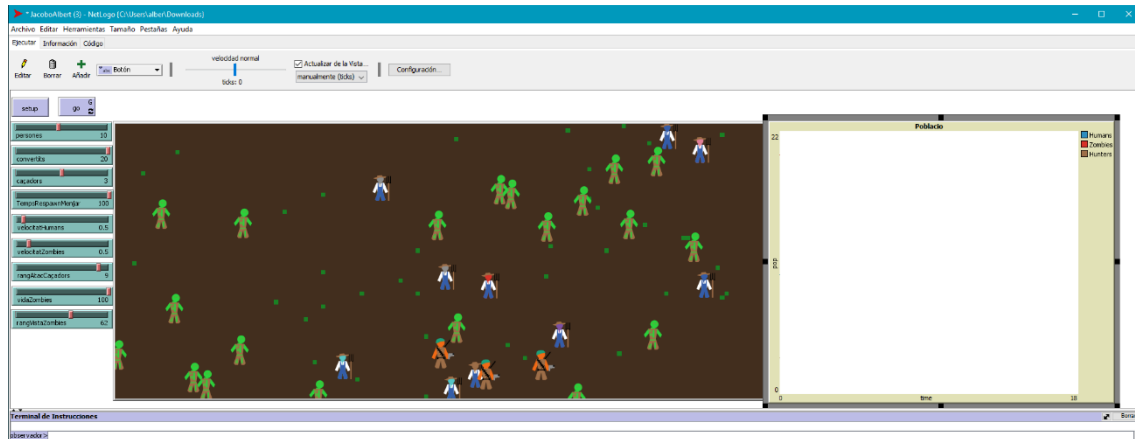 * JacoboAlbert (3) - NetLogo {C:\Users\alber\Downloads}
Archivo Editar Herramientas Tamaño Pestañas Ayuda
Ejecutar Información Código
Editar Borrar Añadir Botón
velocidad normal
ticks: 0
Actualizar de la Vista...
manualmente (ticks)
Configuración...
setup
go G
persones 10
convertits 20
caçadors 3
TempsRespawnMenjar 100
velocitatHumans 0.5
velocitatZombies 0.5
rangAtacCaçadors 9
vidaZombies 100
rangVistaZombies 62
Poblacio
22
pop
0
0 time 10
Humans
Zombies
Hunters
Terminal de Instrucciones
Borrar
observador>